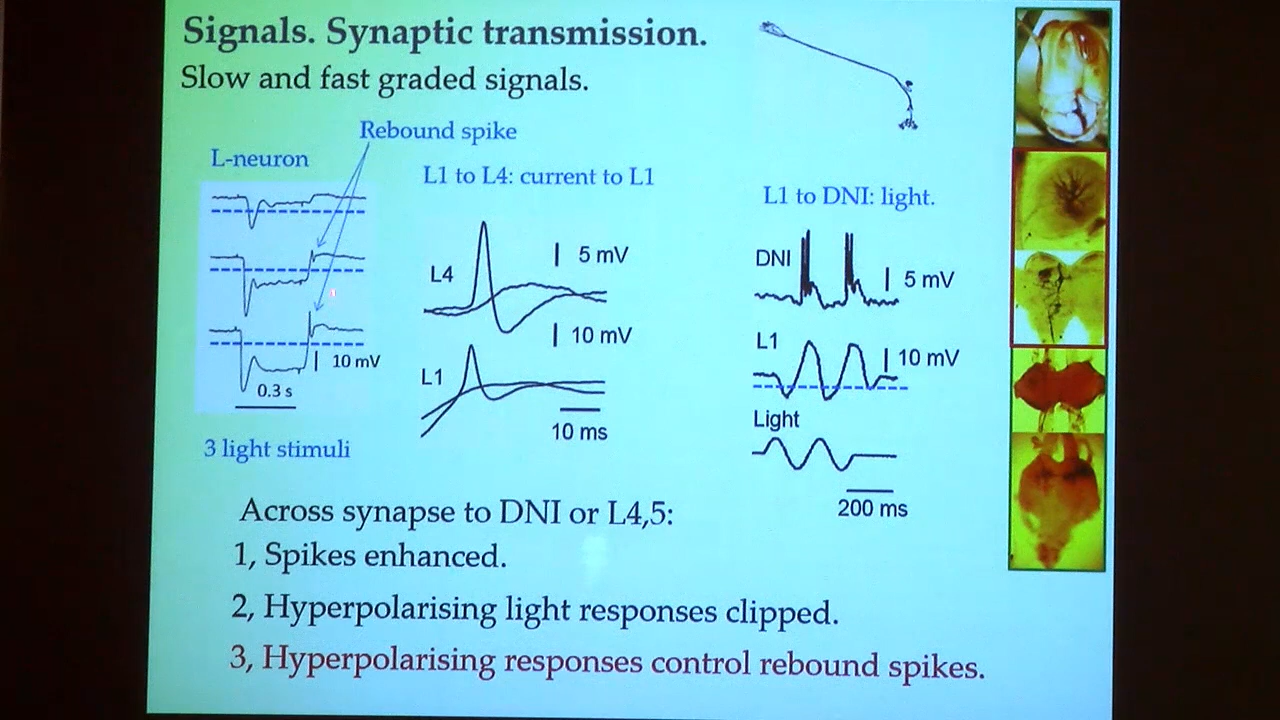 Signals. Synaptic transmission.
Slow and fast graded signals.
Rebound spike
L-neuron
L1 to L4: current to L1
L1 to DNI: light.
L4
5 mV
DNI
5 mV
10 mV
L1
10 mV
10 mV
L1
0.3 s
10 ms
Light
3 light stimuli
200 ms
Across synapse to DNI or L4,5:
1, Spikes enhanced.
2, Hyperpolarising light responses clipped.
3, Hyperpolarising responses control rebound spikes.